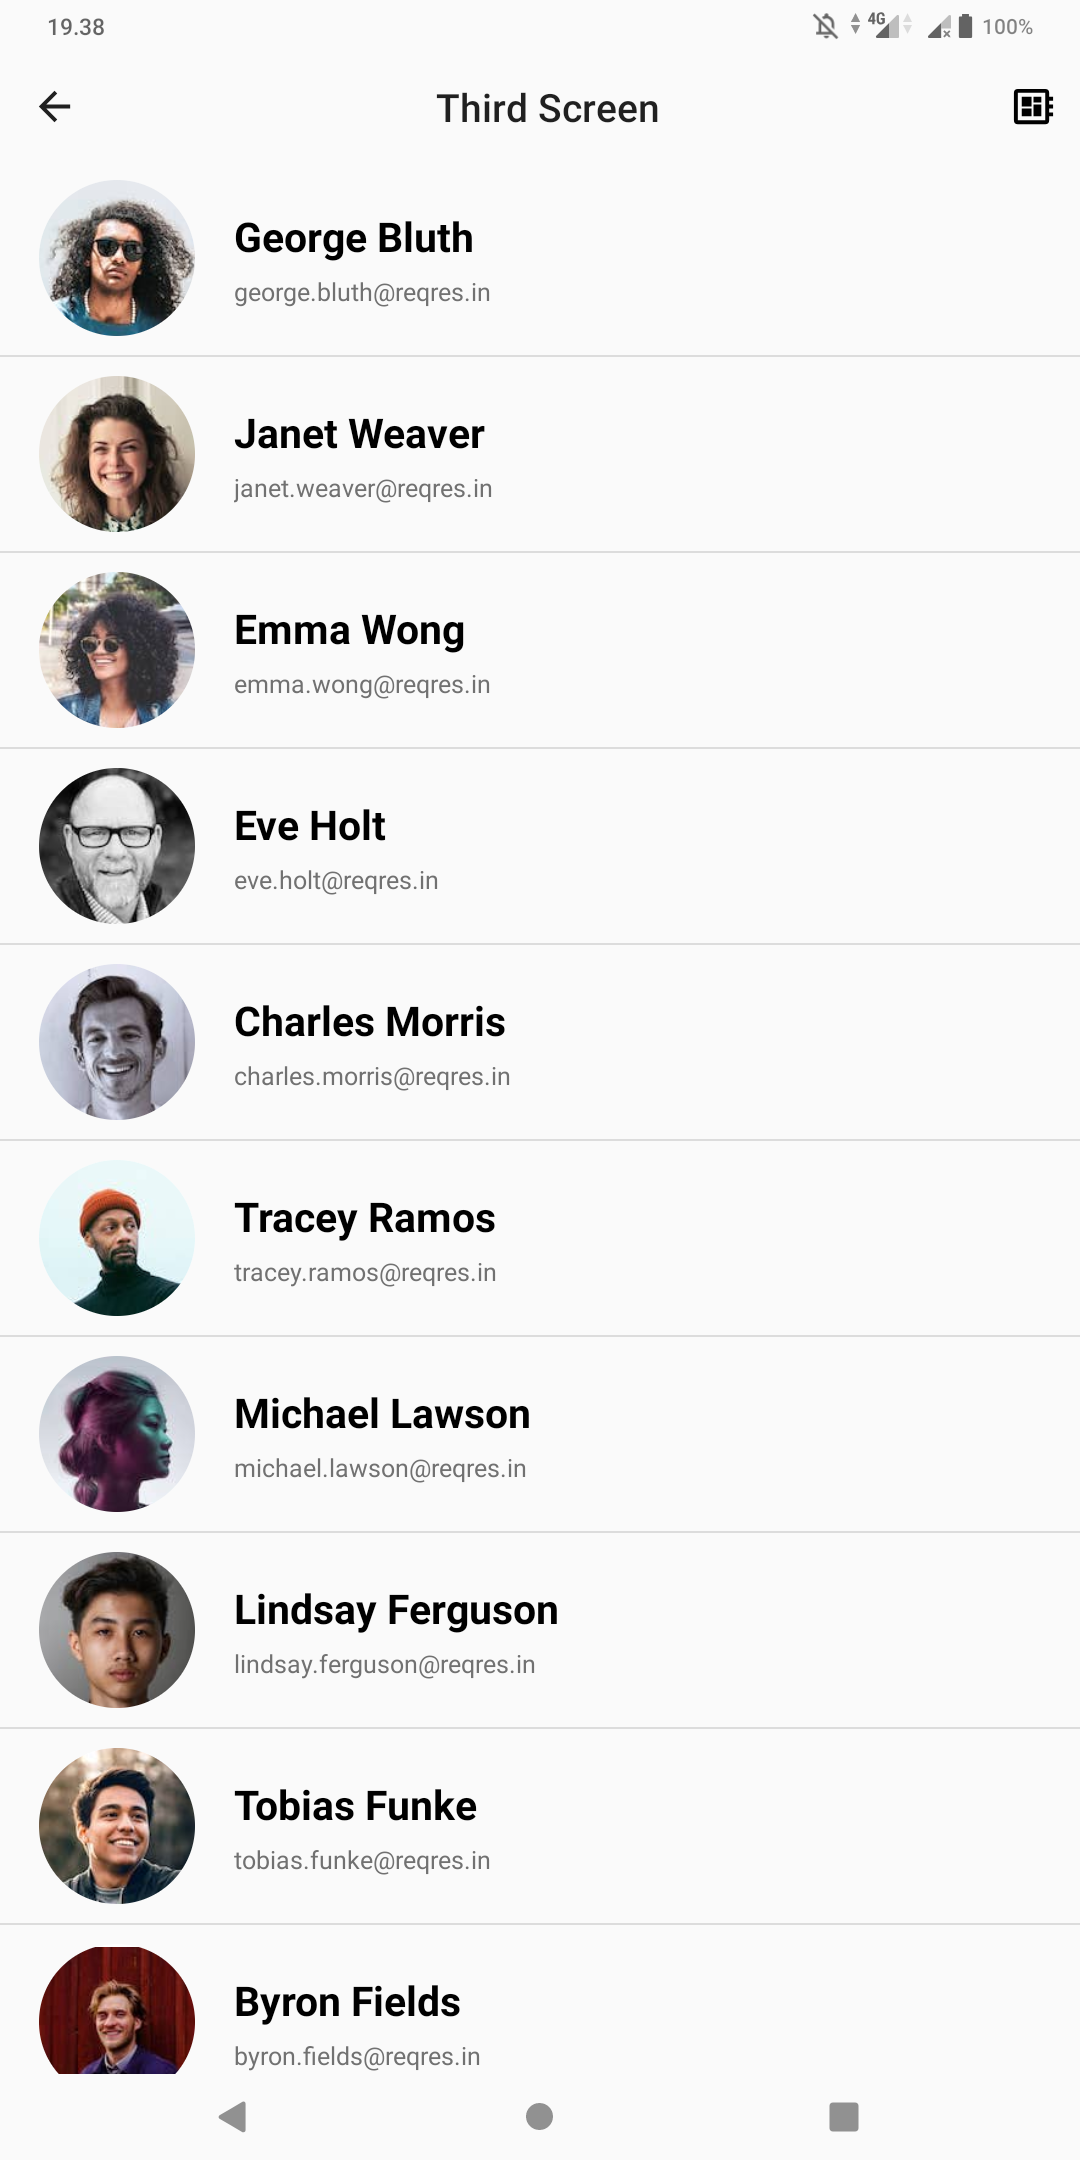 19.38
4G
100%
Third Screen
George Bluth
george.bluth@reqres.in
Janet Weaver
janet.weaver@reqres.in
Emma Wong
emma.wong@reqres.in
Eve Holt
eve.holt@reqres.in
Charles Morris
charles.morris@reqres.in
Tracey Ramos
tracey.ramos@reqres.in
Michael Lawson
michael.lawson@reqres.in
Lindsay Ferguson
lindsay.ferguson@reqres.in
Tobias Funke
tobias.funke@reqres.in
Byron Fields
byron.fields@reqres.in